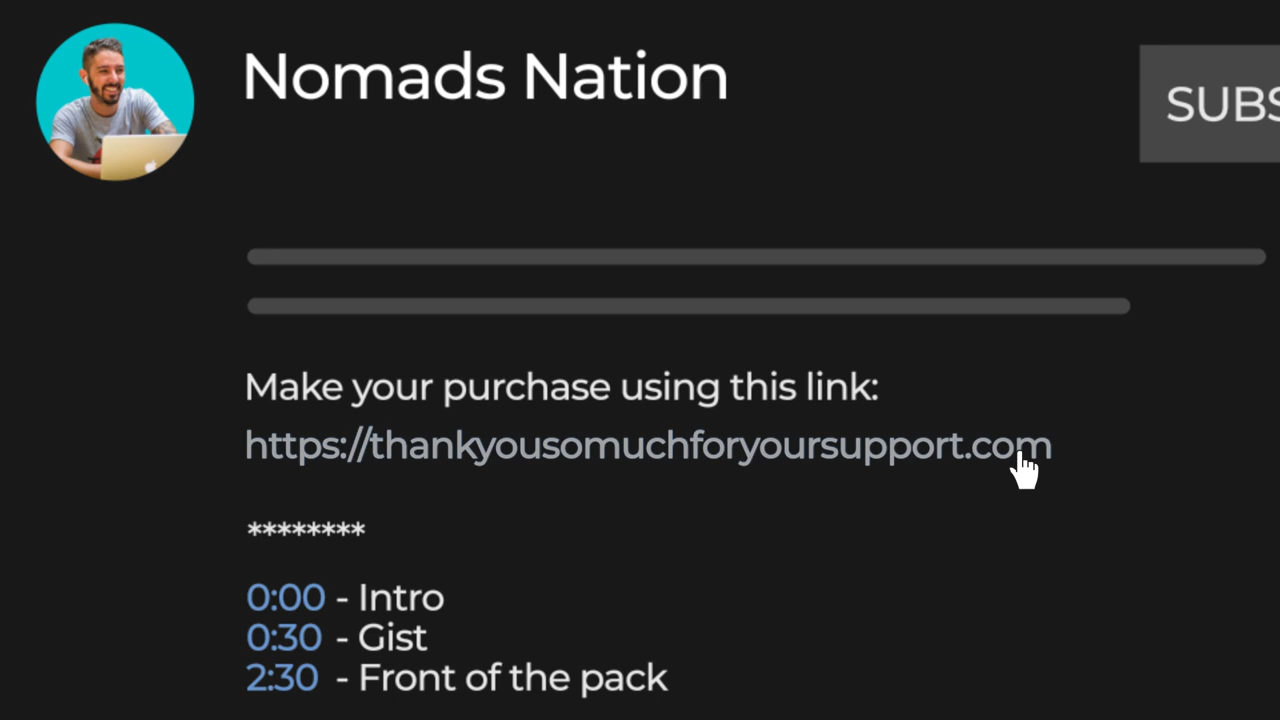 Nomads Nation
SUBS
Make your purchase using this link:
https://thankyousomuchforyoursupport.com
********
0:00 - Intro
0:30 - Gist
2:30 - Front of the pack